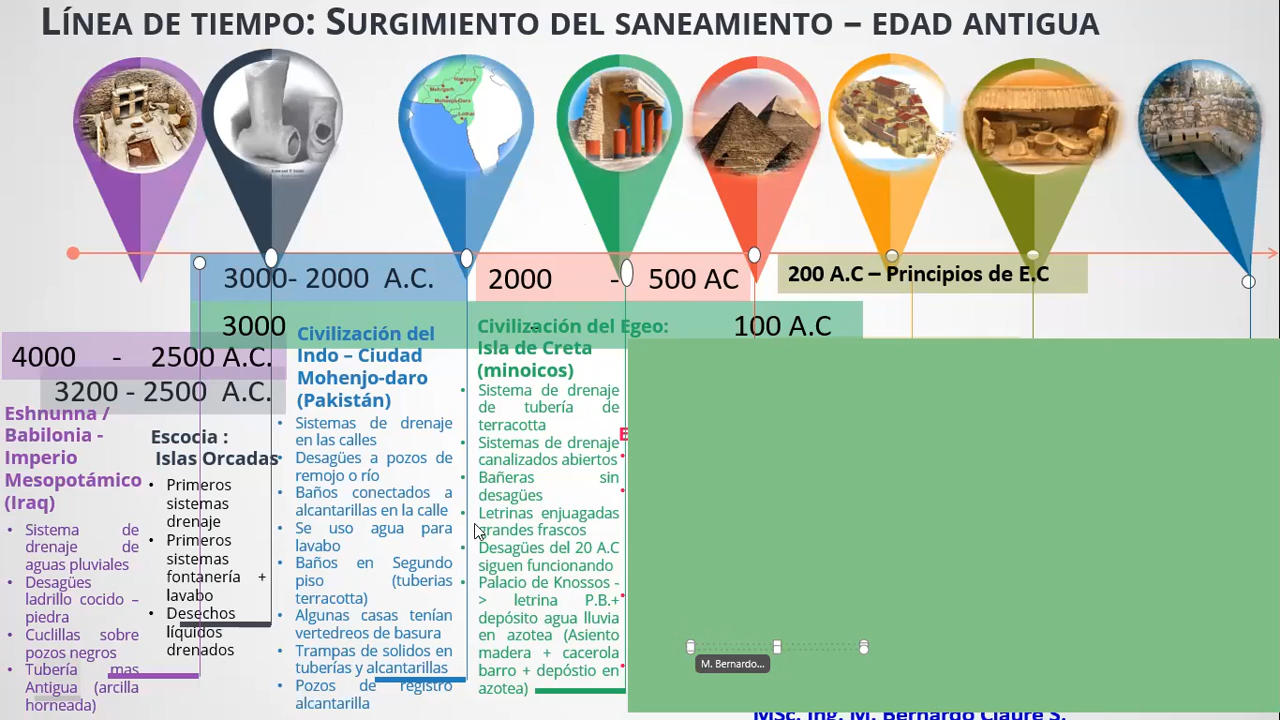 LÍNEA DE TIEMPO: SURGIMIENTO DEL SANEAMIENTO – EDAD ANTIGUA
3000- 2000 A.C.
2000 - 500 AC
200 A.C – Principios de E.C
3000 - 100 A.C
4000 - 2500 A.C.
3200 - 2500 A.C.
Eshnunna /
Babilonia -
Imperio
Mesopotámico
(Iraq)
• Sistema de
drenaje de
aguas pluviales
• Desagües
ladrillo cocido –
piedra
• Cuclillas sobre
pozos negros
• Tubería mas
Antigua (arcilla
horneada)
Escocia :
Islas Orcadas
• Primeros
sistemas
drenaje
• Primeros
sistemas
fontanería +
lavabo
• Desechos
líquidos
drenados
Civilización del
Indo – Ciudad
Mohenjo-daro
(Pakistán)
• Sistemas de drenaje
en las calles
• Desagües a pozos de
remojo o río
• Baños conectados a
alcantarillas en la calle
• Se uso agua para
lavabo
• Baños en Segundo
piso (tuberias
terracotta)
• Algunas casas tenían
vertedreos de basura
• Trampas de solidos en
tuberías y alcantarillas
• Pozos de registro
alcantarilla
Civilización del Egeo:
Isla de Creta
(minoicos)
• Sistema de drenaje
de tubería de
terracotta
• Sistemas de drenaje
canalizados abiertos
• Bañeras sin
desagües
• Letrinas enjuagadas
grandes frascos
• Desagües del 20 A.C
siguen funcionando
• Palacio de Knossos -
> letrina P.B.+
depósito agua lluvia
en azotea (Asiento
madera + cacerola
barro + depóstio en
azotea)
M. Bernardo...
MSc. Ing. M. Bernardo Claure S.